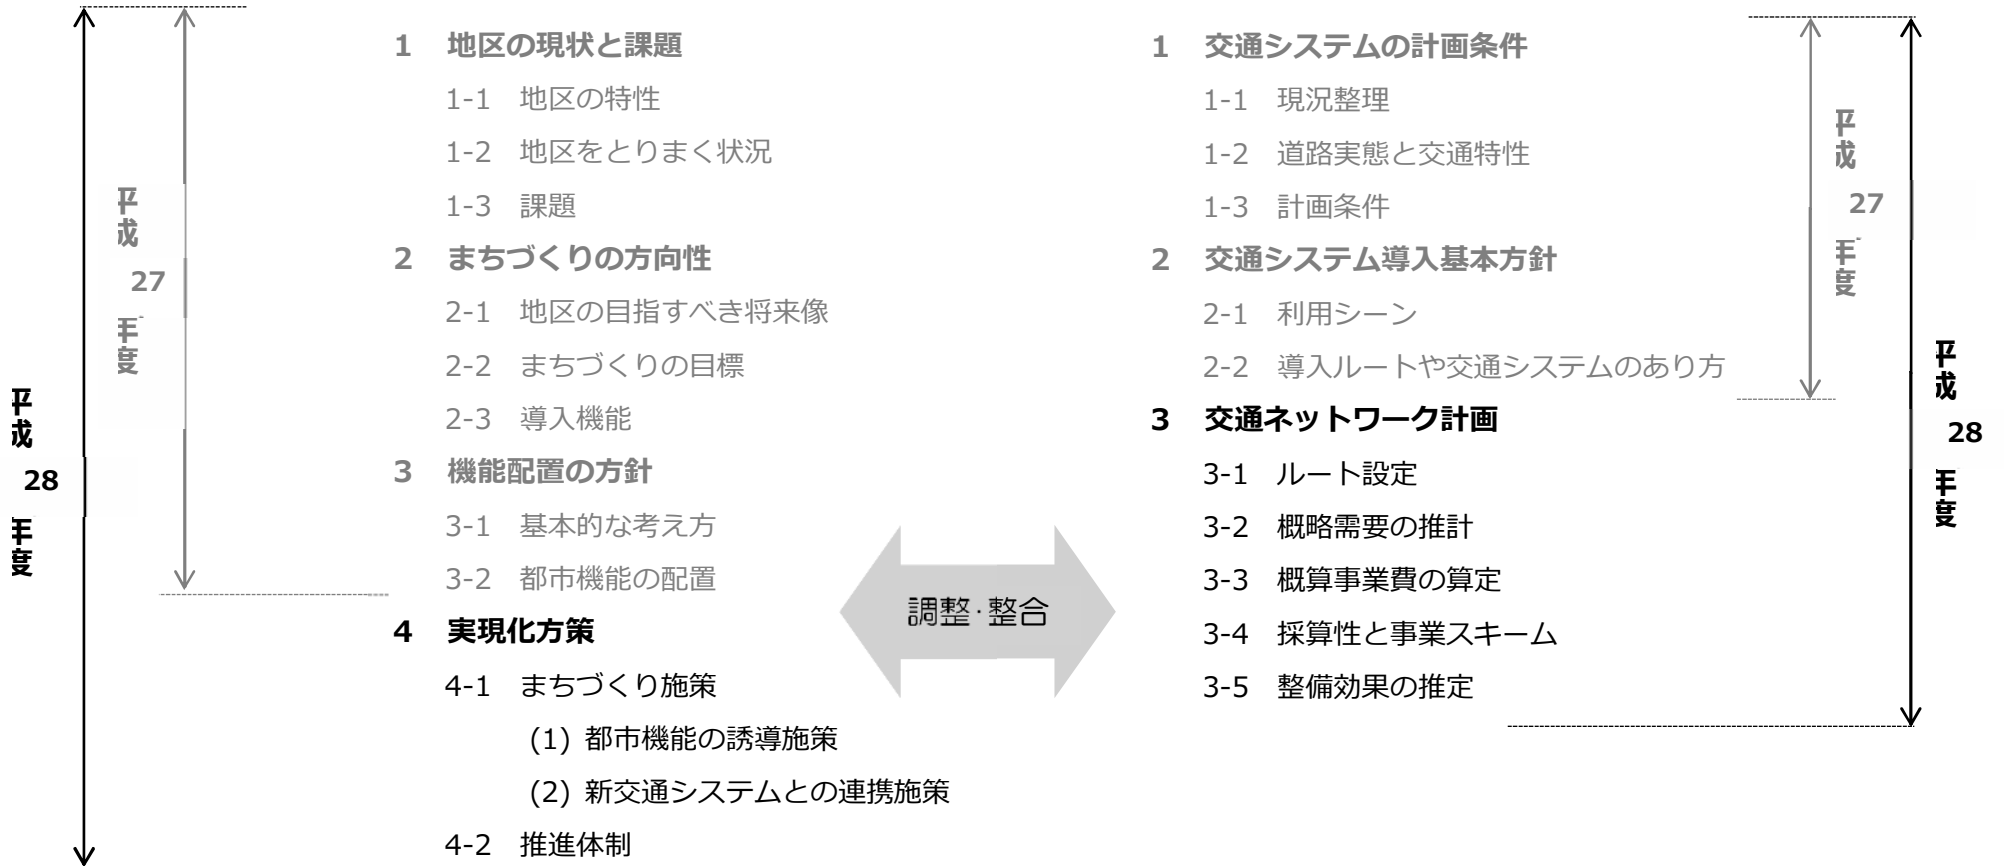 平成
28
年度
平成
27
年度
1 地区の現状と課題
1-1 地区の特性
1-2 地区をとりまく状況
1-3 課題
2 まちづくりの方向性
2-1 地区の目指すべき将来像
2-2 まちづくりの目標
2-3 導入機能
3 機能配置の方針
3-1 基本的な考え方
3-2 都市機能の配置
4 実現化方策
4-1 まちづくり施策
(1) 都市機能の誘導施策
(2) 新交通システムとの連携施策
4-2 推進体制
調整・整合
1 交通システムの計画条件
1-1 現況整理
1-2 道路実態と交通特性
1-3 計画条件
2 交通システム導入基本方針
2-1 利用シーン
2-2 導入ルートや交通システムのあり方
3 交通ネットワーク計画
3-1 ルート設定
3-2 概略需要の推計
3-3 概算事業費の算定
3-4 採算性と事業スキーム
3-5 整備効果の推定
平成
27
年度
平成
28
年度